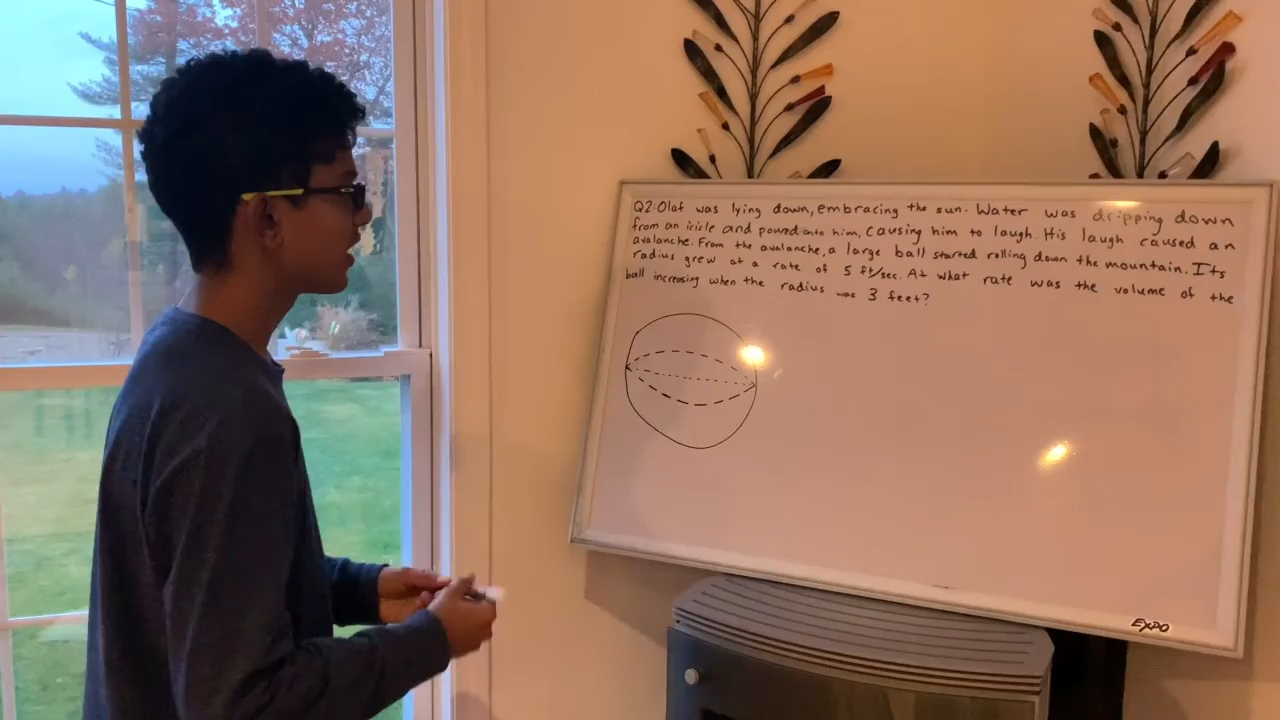 Q2: Olaf was lying down, embracing the sun. Water was dripping down
from an icicle and poured into him, causing him to laugh. His laugh caused an
avalanche. From the avalanche, a large ball started rolling down the mountain. Its
radius grew at a rate of 5 ft/sec. At what rate was the volume of the
ball increasing when the radius was 3 feet?
EXPO